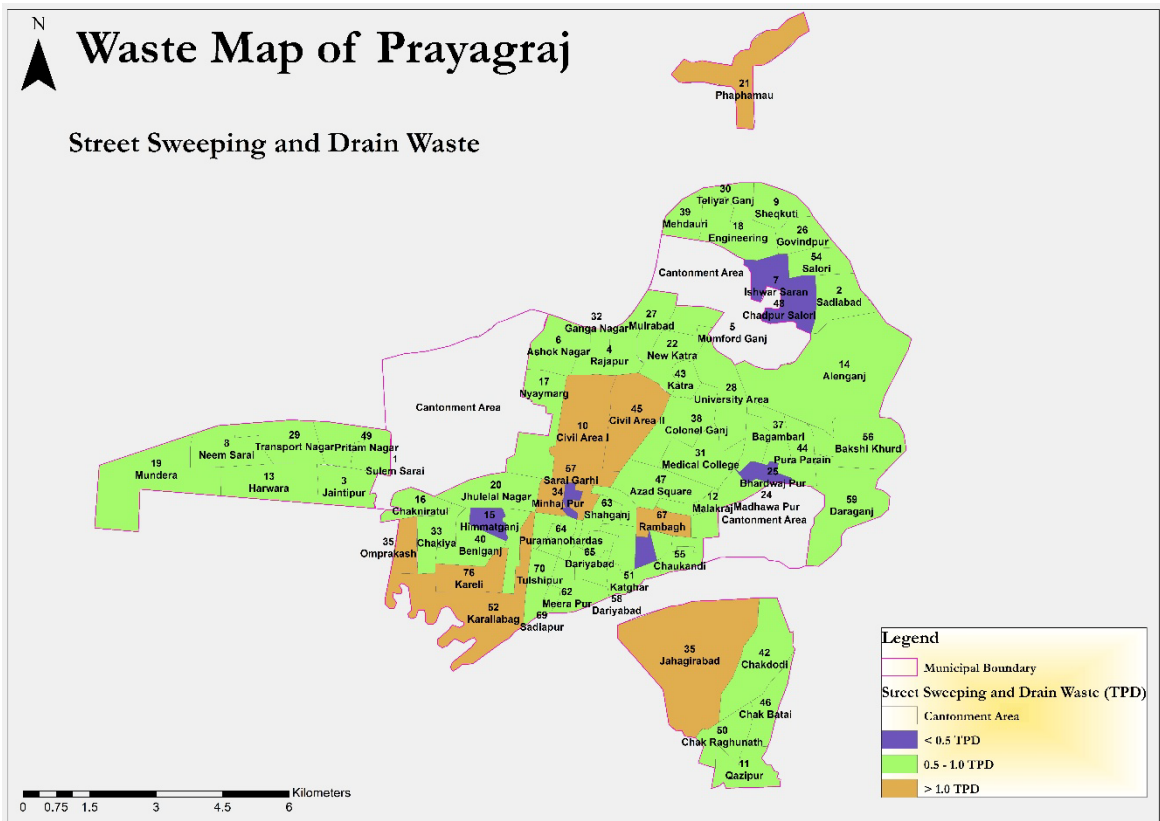 N
Waste Map of Prayagraj
Street Sweeping and Drain Waste
21
Phaphamau
30
Teliyar Ganj
9
Sheqkuti
39
Mehdauri
18
Engineering
26
Govindpur
54
Salori
Cantonment Area
7
Ishwar Saran
2
Sadiabad
48
Chadpur Salori
5
Mumford Ganj
32
Ganga Nagar
27
Muirabad
6
Ashok Nagar
4
Rajapur
22
New Katra
14
Alenganj
17
Nyaymarg
43
Katra
28
University Area
Cantonment Area
10
Civil Area I
45
Civil Area II
38
Colonel Ganj
37
Bagambari
56
Bakshi Khurd
44
Pura Parain
49
Pritam Nagar
29
Transport Nagar
8
Neem Sarai
19
Mundera
13
Harwara
3
Jaintipur
1
Sulem Sarai
31
Medical College
57
Sarai Garhi
25
Bhardwaj Pur
47
Azad Square
20
Jhulelal Nagar
34
Minhaj Pur
12
Malakraj
24
Madhawa Pur
Cantonment Area
59
Daraganj
16
Chakniratul
63
Shahganj
15
Himmatganj
67
Rambagh
33
Chakiya
64
Puramanohardas
35
Omprakash
40
Beniganj
65
Dariyabad
55
Chaukandi
76
Kareli
70
Tulshipur
51
Katghar
62
Meera Pur
58
Dariyabad
52
Karallabag
69
Sadiapur
35
Jahagirabad
42
Chakdodi
46
Chak Batai
50
Chak Raghunath
11
Qazipur
Legend
Municipal Boundary
Street Sweeping and Drain Waste (TPD)
Cantonment Area
< 0.5 TPD
0.5 - 1.0 TPD
> 1.0 TPD
Kilometers
0 0.75 1.5 3 4.5 6